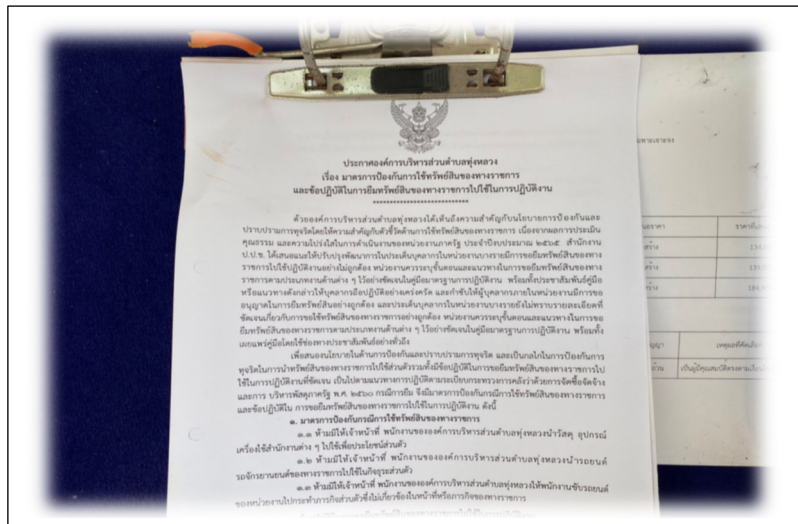 ประกาศองค์การบริหารส่วนตำบลทุ่งหลวง
เรื่อง มาตรการป้องกันการใช้ทรัพย์สินของทางราชการ
และข้อปฏิบัติในการยืมทรัพย์สินของทางราชการไปใช้ในการปฏิบัติงาน
****************************
ด้วยองค์การบริหารส่วนตำบลทุ่งหลวงได้เห็นถึงความสำคัญกับนโยบายการป้องกันและ
ปราบปรามการทุจริตโดยให้ความสำคัญกับตัวชี้วัดด้านการใช้ทรัพย์สินของทางราชการ เนื่องจากผลการประเมิน
คุณธรรม และความโปร่งใสในการดำเนินงานของหน่วยงานภาครัฐ ประจำปีงบประมาณ ๒๕๖๕ สำนักงาน
ป.ป.ช. ได้เสนอแนะให้ปรับปรุงพัฒนาการในประเด็นบุคลากรในหน่วยงานบางรายมีการขอยืมทรัพย์สินของทาง
ราชการไปใช้ปฏิบัติงานอย่างไม่ถูกต้อง หน่วยงานควรระบุขั้นตอนและแนวทางในการขอยืมทรัพย์สินของทาง
ราชการตามประเภทงานด้านต่าง ๆ ไว้อย่างชัดเจนในคู่มือมาตรฐานการปฏิบัติงาน พร้อมทั้งประชาสัมพันธ์คู่มือ
หรือแนวทางดังกล่าวให้บุคลากรถือปฏิบัติอย่างเคร่งครัด และกำชับให้ผู้บุคลากรภายในหน่วยงานมีการขอ
อนุญาตในการยืมทรัพย์สินอย่างถูกต้อง และประเด็นบุคลากรในหน่วยงานบางรายยังไม่ทราบรายละเอียดที่
ชัดเจนเกี่ยวกับการขอใช้ทรัพย์สินของทางราชการอย่างถูกต้อง หน่วยงานควรระบุขั้นตอนและแนวทางในการขอ
ยืมทรัพย์สินของทางราชการตามประเภทงานด้านต่าง ๆ ไว้อย่างชัดเจนในคู่มือมาตรฐานการปฏิบัติงาน พร้อมทั้ง
เผยแพร่คู่มือโดยใช้ช่องทางประชาสัมพันธ์อย่างทั่วถึง
เพื่อสนองนโยบายในด้านการป้องกันและปราบปรามการทุจริต และเป็นกลไกในการป้องกันการ
ทุจริตในการนำทรัพย์สินของทางราชการไปใช้ส่วนตัวรวมทั้งมีข้อปฏิบัติในการขอยืมทรัพย์สินของทางราชการไป
ใช้ในการปฏิบัติงานที่ชัดเจน เป็นไปตามแนวทางการปฏิบัติตามระเบียบกระทรวงการคลังว่าด้วยการจัดซื้อจัดจ้าง
และการ บริหารพัสดุภาครัฐ พ.ศ. ๒๕๖๐ กรณีการยืม จึงมีมาตรการป้องกันกรณีการใช้ทรัพย์สินของทางราชการ
และข้อปฏิบัติใน การขอยืมทรัพย์สินของทางราชการไปใช้ในการปฏิบัติงาน ดังนี้
๑. มาตรการป้องกันกรณีการใช้ทรัพย์สินของทางราชการ
๑.๑ ห้ามมิให้เจ้าหน้าที่ พนักงานขององค์การบริหารส่วนตำบลทุ่งหลวงนำวัสดุ อุปกรณ์
เครื่องใช้สำนักงานต่าง ๆ ไปใช้เพื่อประโยชน์ส่วนตัว
๑.๒ ห้ามมิให้เจ้าหน้าที่ พนักงานขององค์การบริหารส่วนตำบลทุ่งหลวงนำรถยนต์
รถจักรยานยนต์ของทางราชการไปใช้ในกิจธุระส่วนตัว
๑.๓ ห้ามมิให้เจ้าหน้าที่ พนักงานขององค์การบริหารส่วนตำบลทุ่งหลวงให้พนักงานขับรถยนต์
ของหน่วยงานไปกระทำภารกิจส่วนตัวซึ่งไม่เกี่ยวข้องในหน้าที่หรือภารกิจของทางราชการ